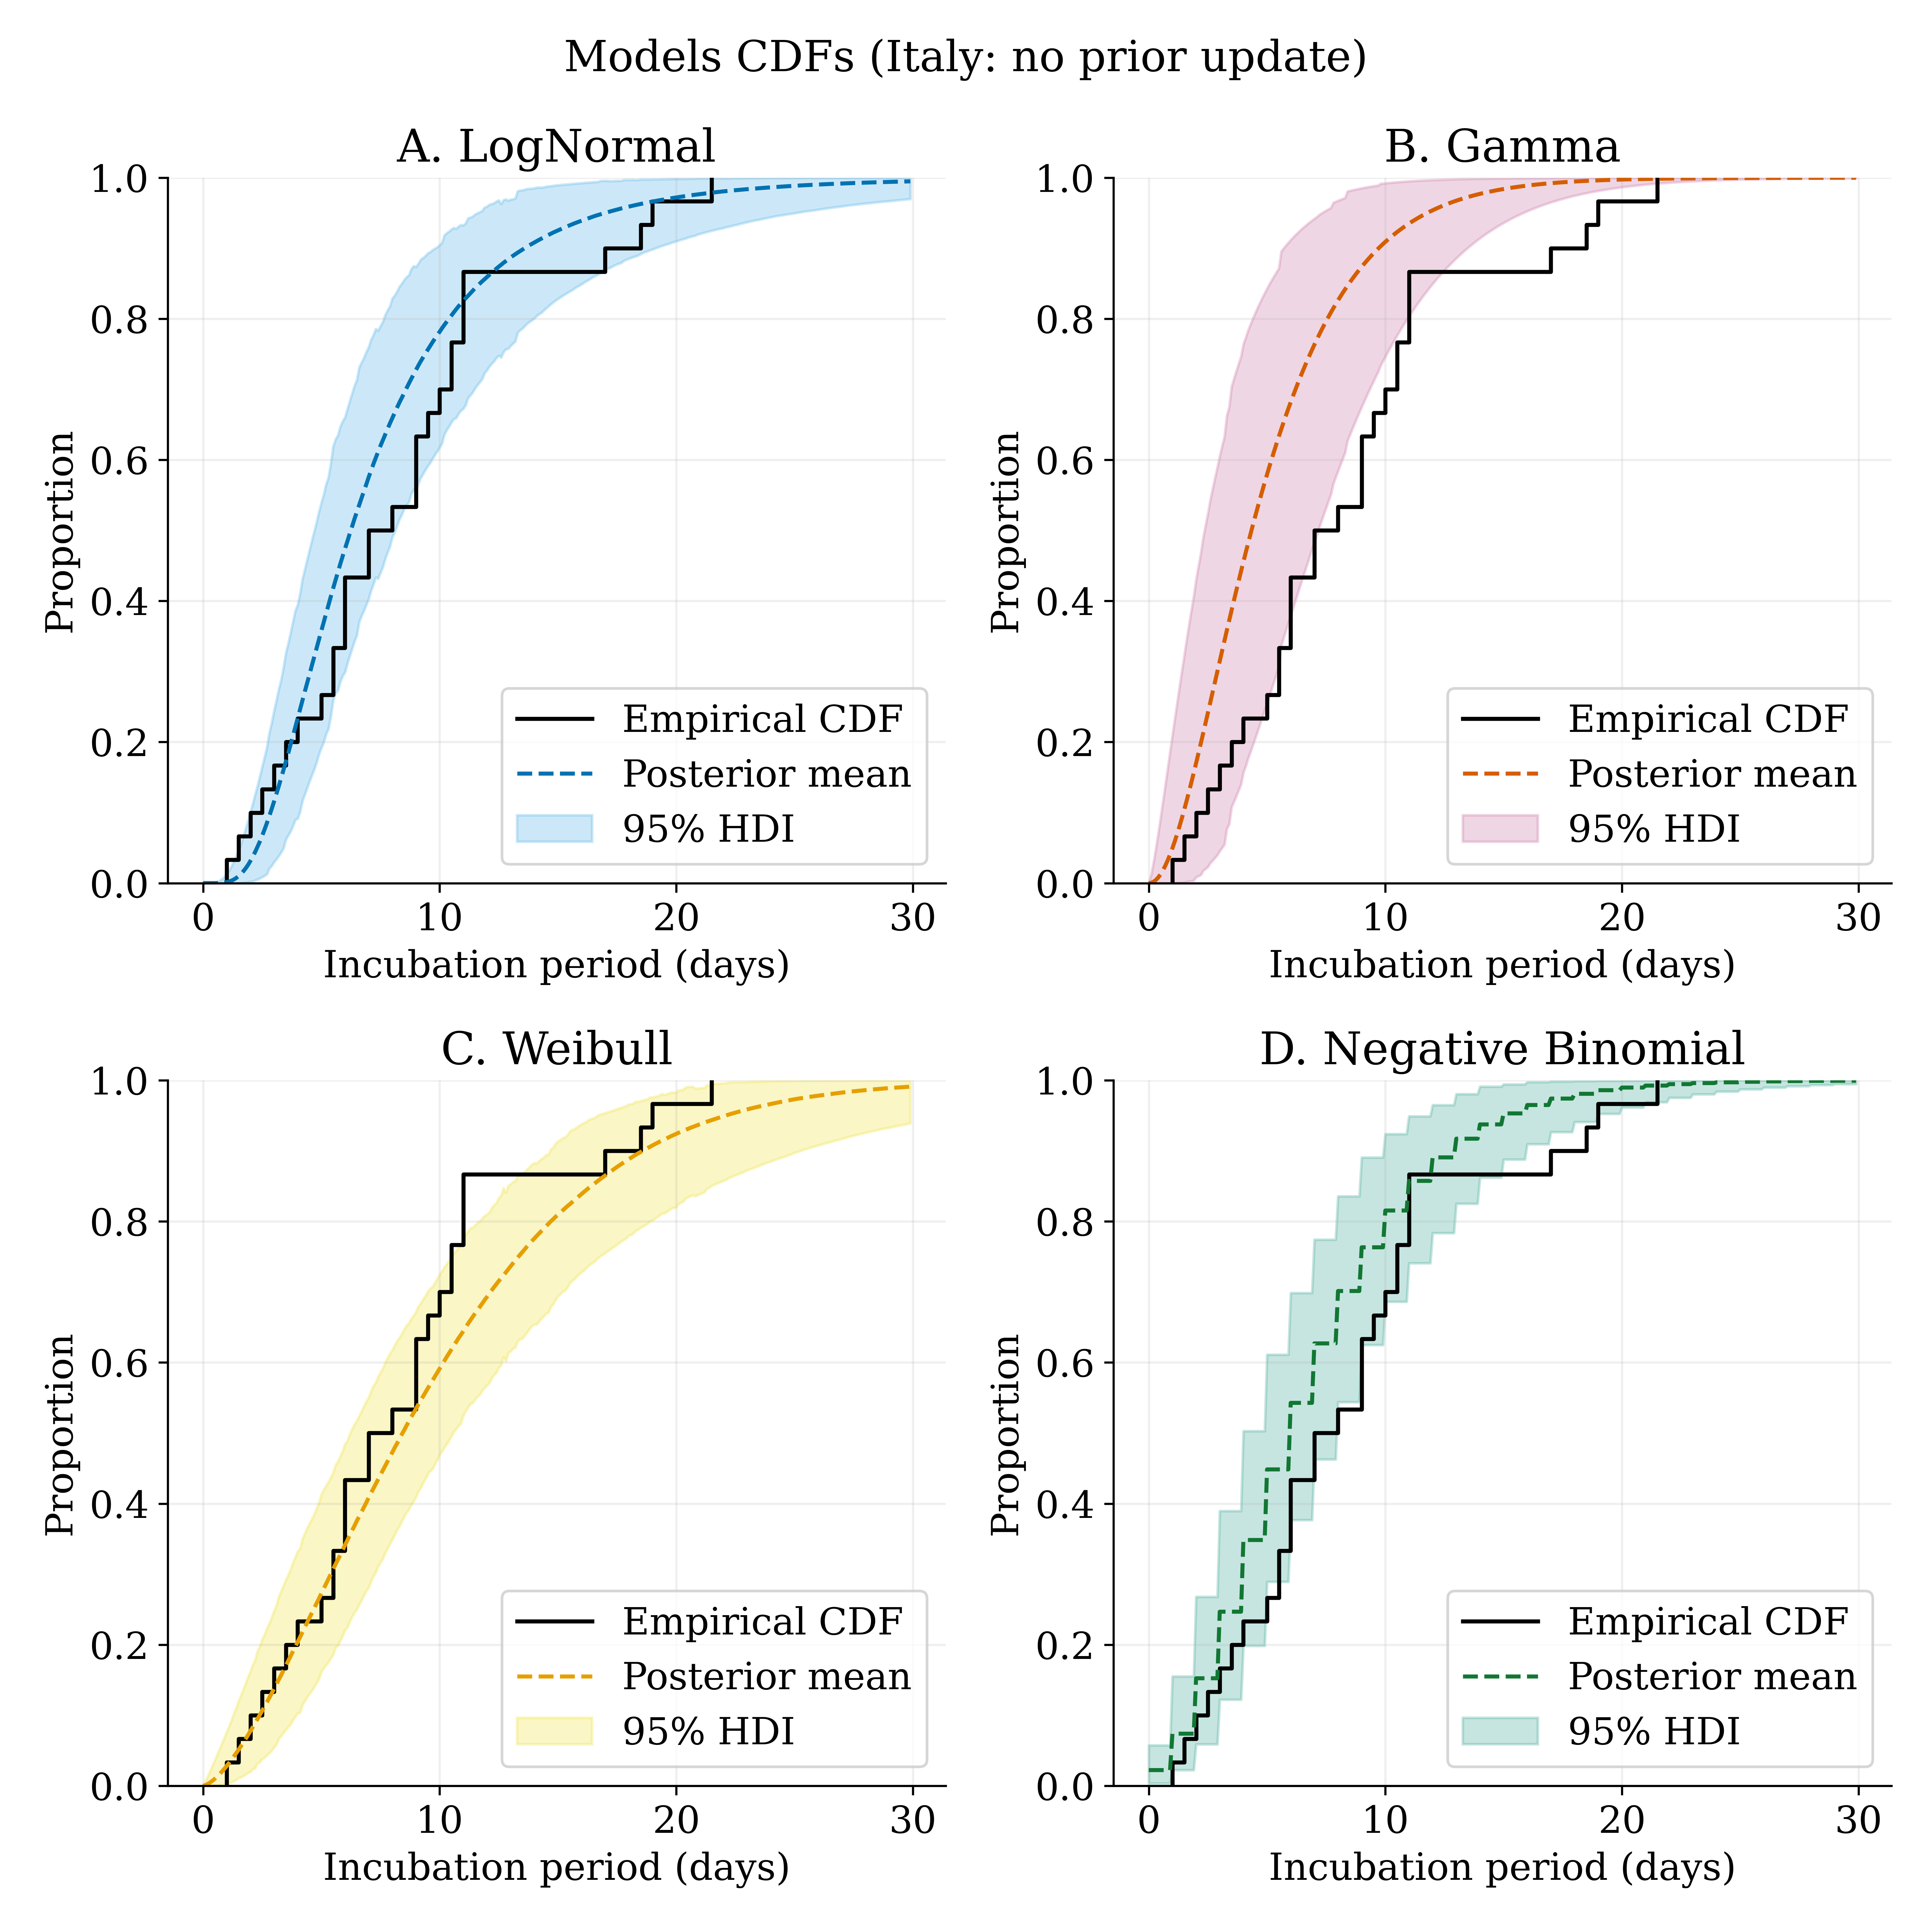 Models CDFs (Italy: no prior update)
A. LogNormal
1.0
0.8
0.6
0.4
0.2
0.0
Proportion
0 10 20 30
Incubation period (days)
Empirical CDF
Posterior mean
95% HDI
B. Gamma
1.0
0.8
0.6
0.4
0.2
0.0
Proportion
0 10 20 30
Incubation period (days)
Empirical CDF
Posterior mean
95% HDI
C. Weibull
1.0
0.8
0.6
0.4
0.2
0.0
Proportion
0 10 20 30
Incubation period (days)
Empirical CDF
Posterior mean
95% HDI
D. Negative Binomial
1.0
0.8
0.6
0.4
0.2
0.0
Proportion
0 10 20 30
Incubation period (days)
Empirical CDF
Posterior mean
95% HDI